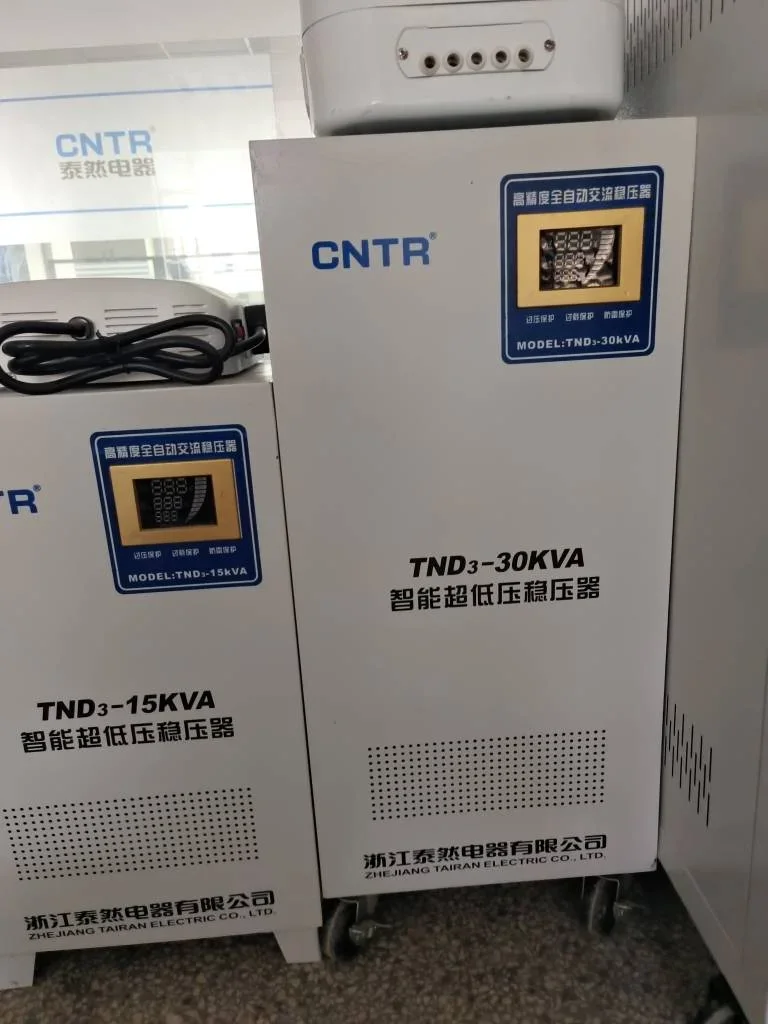 CNTR
泰然电器
CNTR®
高精度全自动交流稳压器
过压保护 过载保护 防雷保护
MODEL:TND3-30kVA
TND3-30KVA
智能超低压稳压器
浙江泰然电器有限公司
ZHEJIANG TAIRAN ELECTRIC CO., LTD.
TR®
高精度全自动交流稳压器
过压保护 过载保护 防雷保护
MODEL:TND3-15kVA
TND3-15KVA
智能超低压稳压器
浙江泰然电器有限公司
ZHEJIANG TAIRAN ELECTRIC CO., LTD.